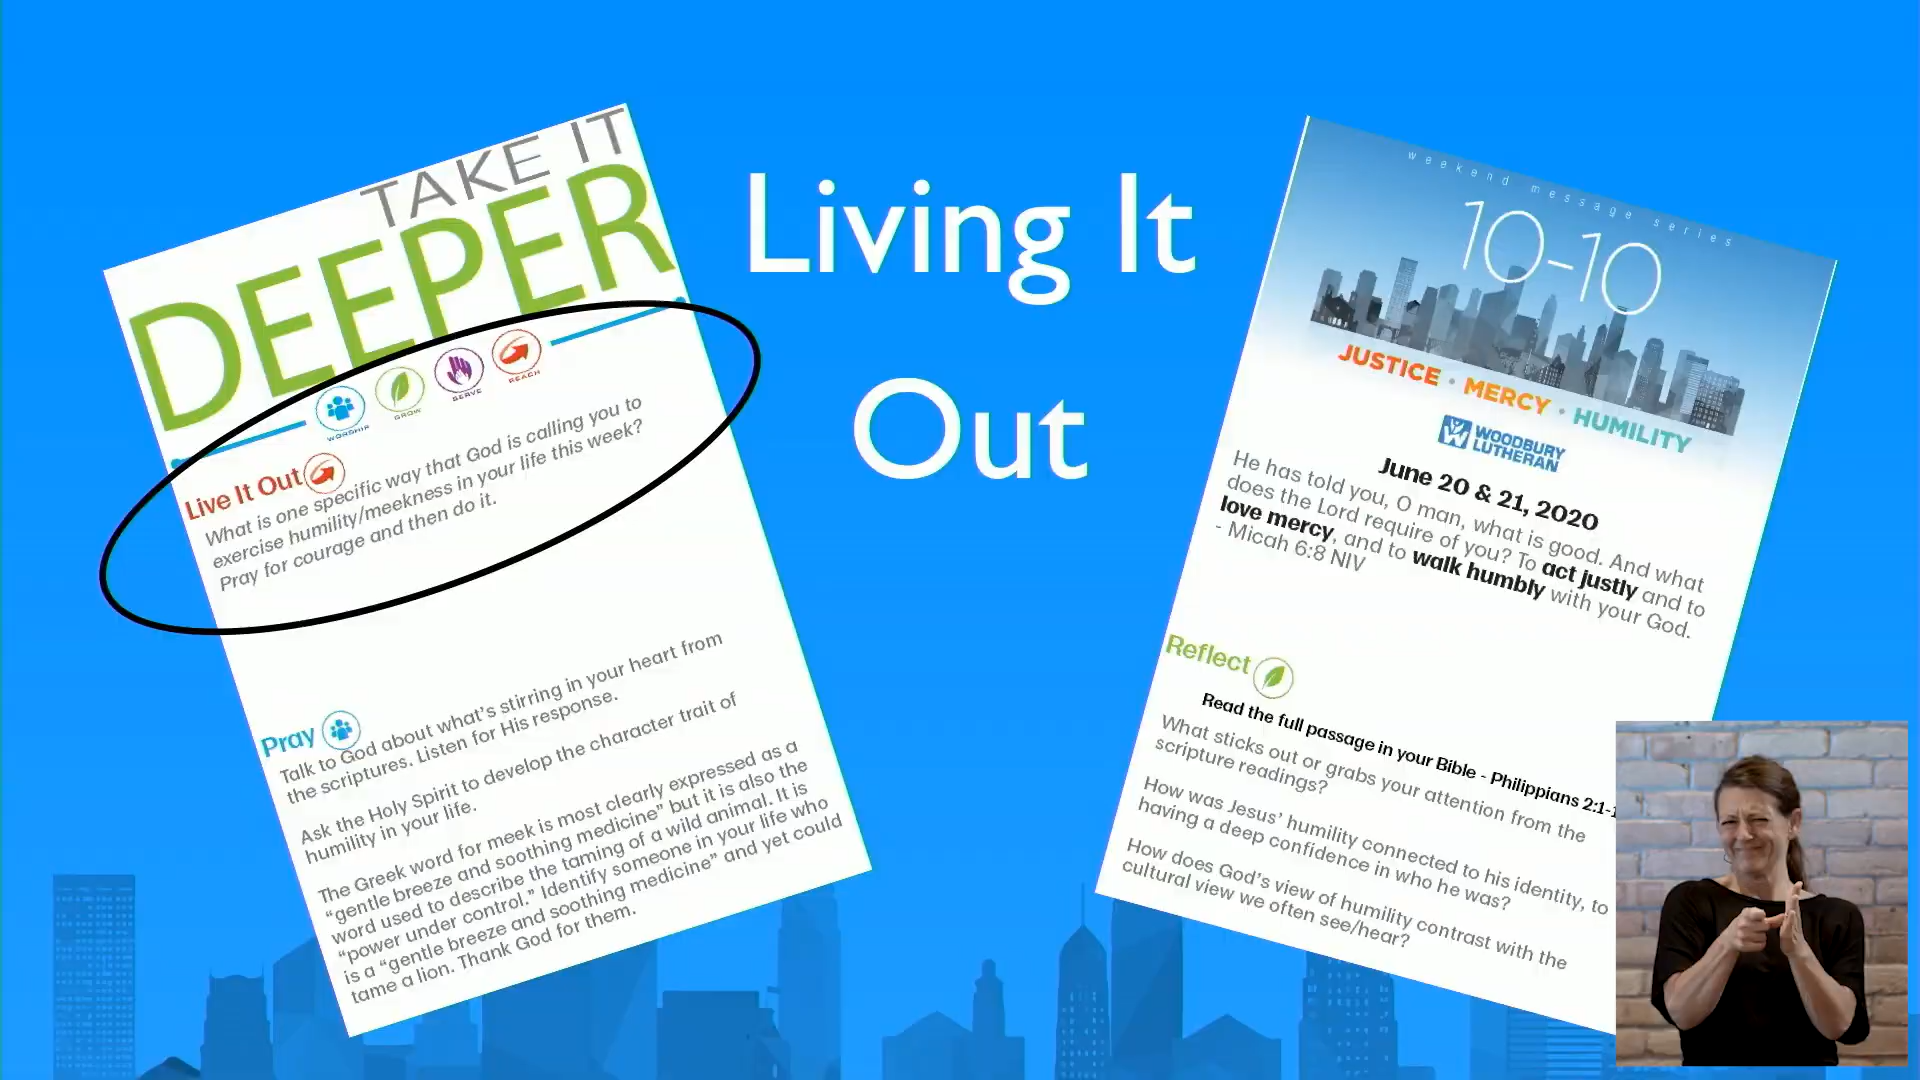 TAKE IT
DEEPER
WORSHIP
GROW
SERVE
REACH
Live It Out
What is one specific way that God is calling you to
exercise humility/meekness in your life this week?
Pray for courage and then do it.
Pray
Talk to God about what's stirring in your heart from
the scriptures. Listen for His response.
Ask the Holy Spirit to develop the character trait of
humility in your life.
The Greek word for meek is most clearly expressed as a
"gentle breeze and soothing medicine" but it is also the
word used to describe the taming of a wild animal. It is
"power under control." Identify someone in your life who
is a "gentle breeze and soothing medicine" and yet could
tame a lion. Thank God for them.
Living It
Out
weekend message series
10-10
JUSTICE • MERCY • HUMILITY
WOODBURY
LUTHERAN
June 20 & 21, 2020
He has told you, O man, what is good. And what
does the Lord require of you? To act justly and to
love mercy, and to walk humbly with your God.
- Micah 6:8 NIV
Reflect
Read the full passage in your Bible - Philippians 2:1-1
What sticks out or grabs your attention from the
scripture readings?
How was Jesus' humility connected to his identity, to
having a deep confidence in who he was?
How does God's view of humility contrast with the
cultural view we often see/hear?